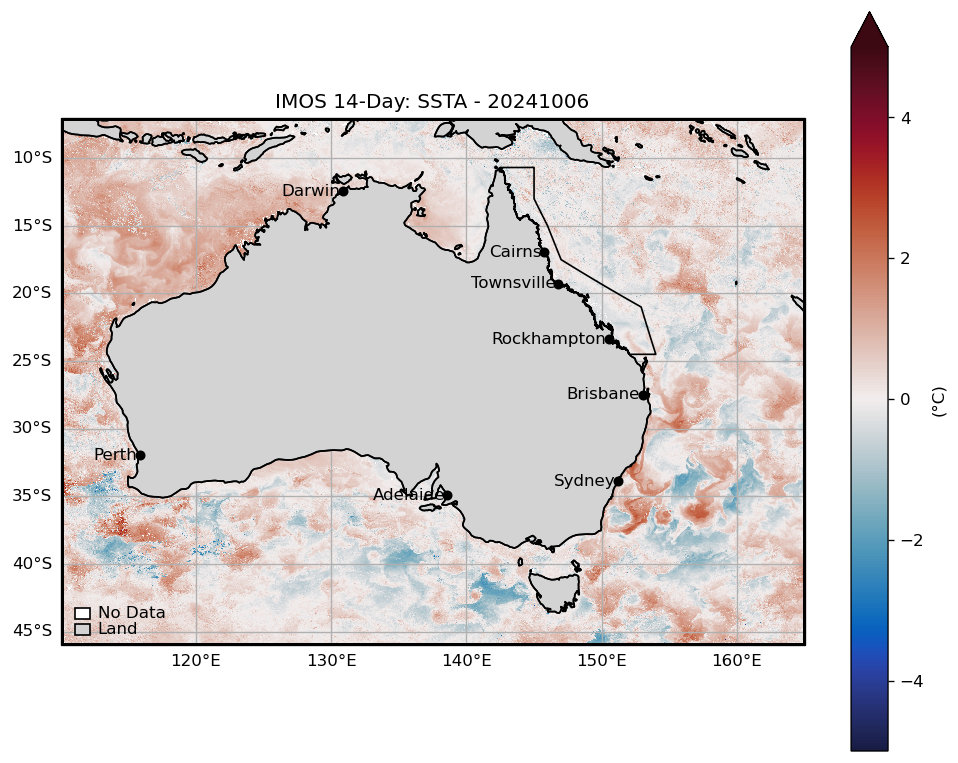 IMOS 14-Day: SSTA - 20241006
10°S
15°S
20°S
25°S
30°S
35°S
40°S
45°S
Darwin
Cairns
Townsville
Rockhampton
Brisbane
Perth
Sydney
Adelaide
No Data
Land
120°E
130°E
140°E
150°E
160°E
4
2
0
−2
−4
(°C)